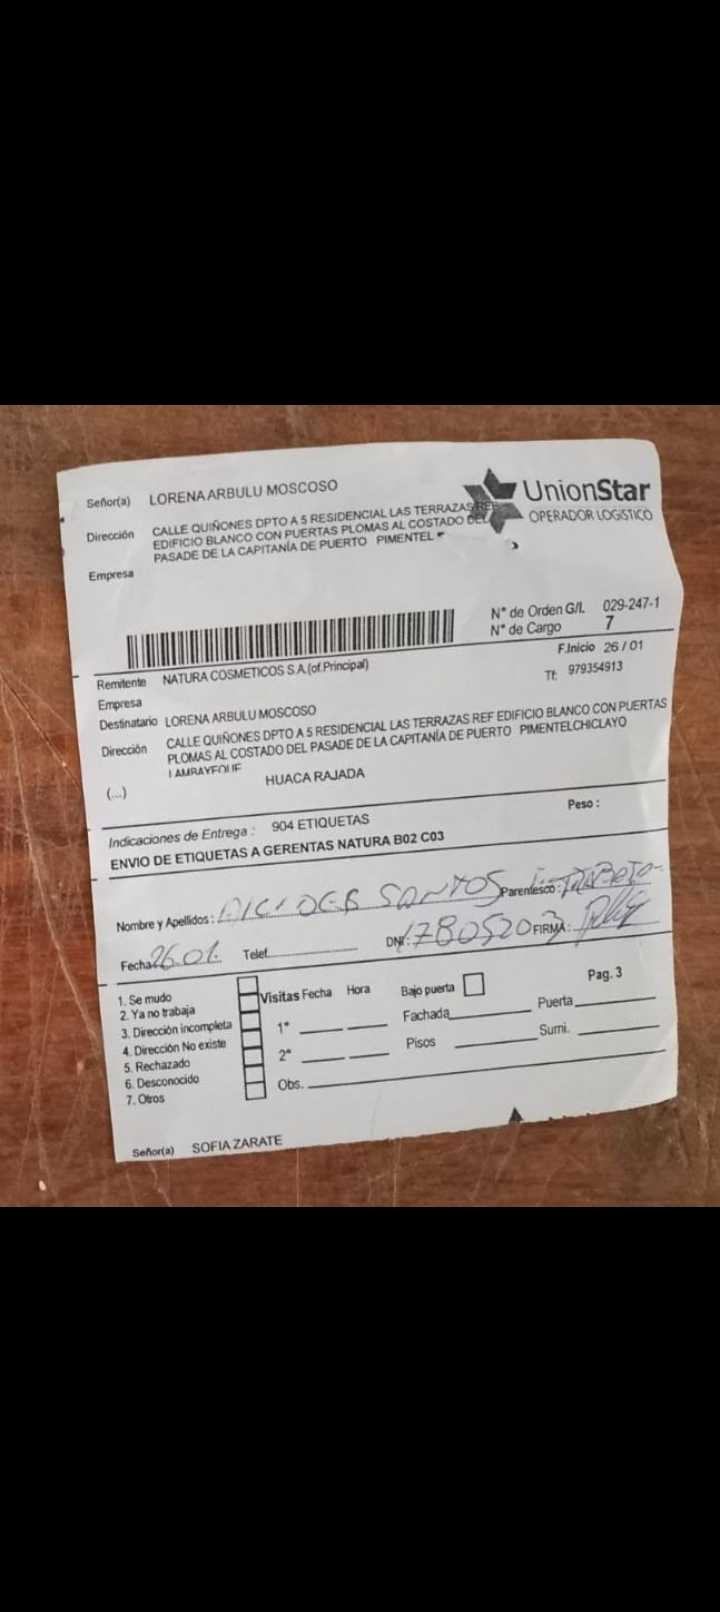 Señor(a) LORENA ARBULU MOSCOSO
UnionStar
OPERADOR LOGISTICO
Dirección CALLE QUIÑONES DPTO A 5 RESIDENCIAL LAS TERRAZAS REF
EDIFICIO BLANCO CON PUERTAS PLOMAS AL COSTADO DEL
PASADE DE LA CAPITANÍA DE PUERTO PIMENTEL
Empresa
N° de Orden G/I. 029-247-1
N° de Cargo 7
F.Inicio 26 / 01
Remitente NATURA COSMETICOS S.A.(of.Principal)
Tf: 979354913
Empresa
Destinatario LORENA ARBULU MOSCOSO
Dirección CALLE QUIÑONES DPTO A 5 RESIDENCIAL LAS TERRAZAS REF EDIFICIO BLANCO CON PUERTAS
PLOMAS AL COSTADO DEL PASADE DE LA CAPITANÍA DE PUERTO PIMENTELCHICLAYO
LAMBAYEQUE
(...) HUACA RAJADA
Peso :
Indicaciones de Entrega : 904 ETIQUETAS
ENVIO DE ETIQUETAS A GERENTAS NATURA B02 C03
Nombre y Apellidos : SANTOS Parentesco :
Fecha 26.01. Telef. DNI: 17805203 FIRMA :
1. Se mudo
2. Ya no trabaja
3. Dirección incompleta
4. Dirección No existe
5. Rechazado
6. Desconocido
7. Otros
Visitas Fecha Hora Bajo puerta Pag. 3
1° Fachada Puerta
2° Pisos Sumi.
Obs.
Señor(a) SOFIA ZARATE